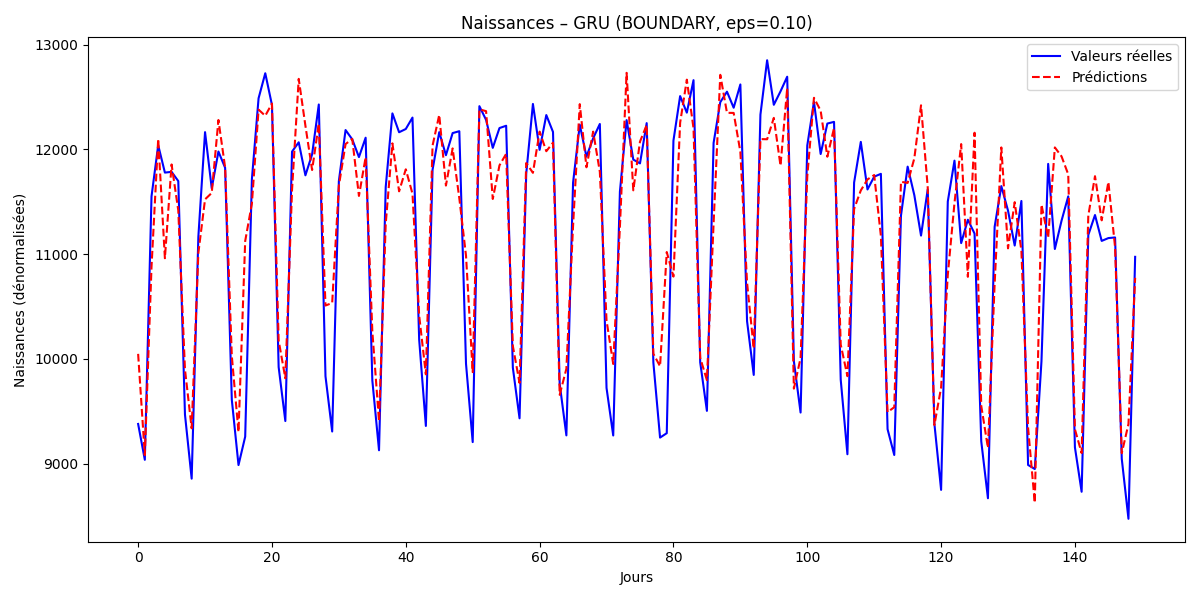 Naissances – GRU (BOUNDARY, eps=0.10)
Valeurs réelles
Prédictions
Naissances (dénormalisées)
13000
12000
11000
10000
9000
0 20 40 60 80 100 120 140
Jours